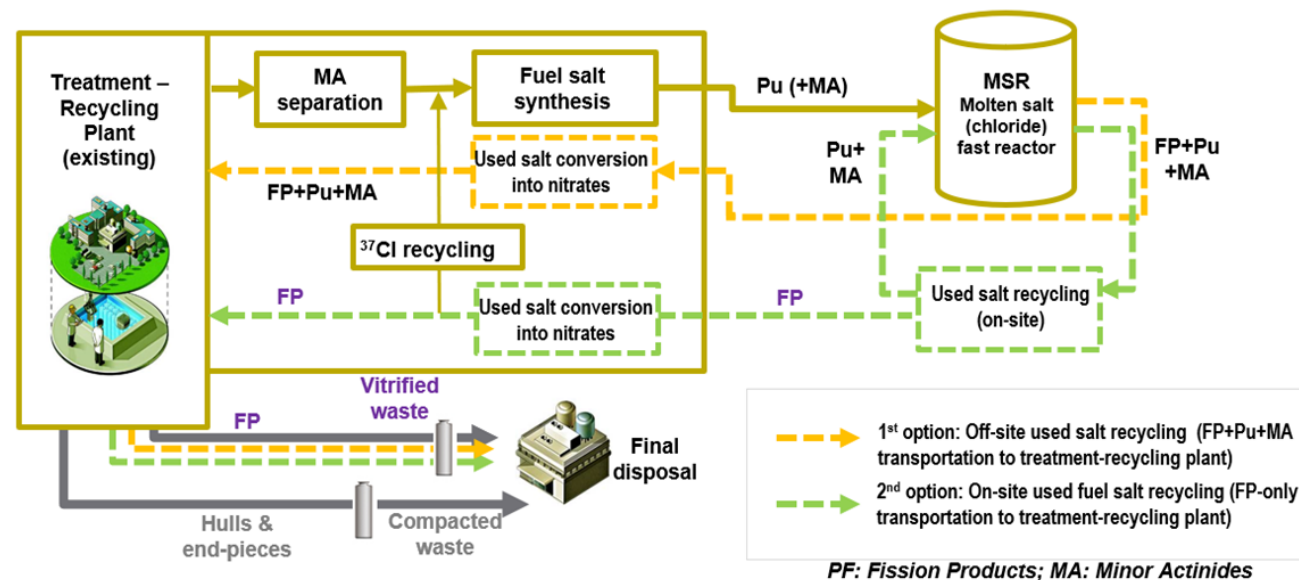 Treatment –
Recycling
Plant
(existing)
MA
separation
Fuel salt
synthesis
Pu (+MA)
MSR
Molten salt
(chloride)
fast reactor
Used salt conversion
into nitrates
FP+Pu+MA
Pu+
MA
FP+Pu
+MA
³⁷Cl recycling
FP
Used salt conversion
into nitrates
FP
Used salt recycling
(on-site)
Vitrified
waste
FP
Final
disposal
Hulls &
end-pieces
Compacted
waste
1st option: Off-site used salt recycling (FP+Pu+MA
transportation to treatment-recycling plant)
2nd option: On-site used fuel salt recycling (FP-only
transportation to treatment-recycling plant)
PF: Fission Products; MA: Minor Actinides